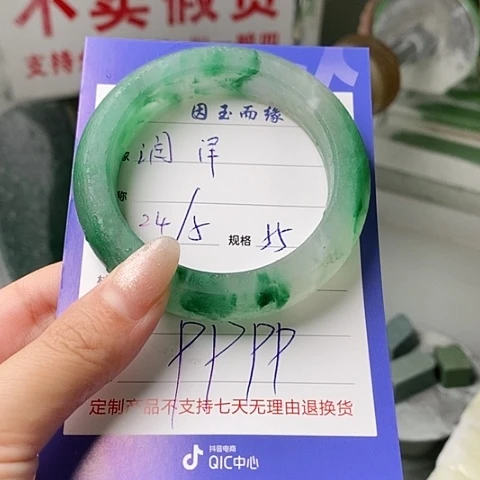 不卖假货
支持
因玉而缘
润泽
称
24/5 规格 55
PPPP
定制产品不支持七天无理由退换货
抖音电商
QIC中心